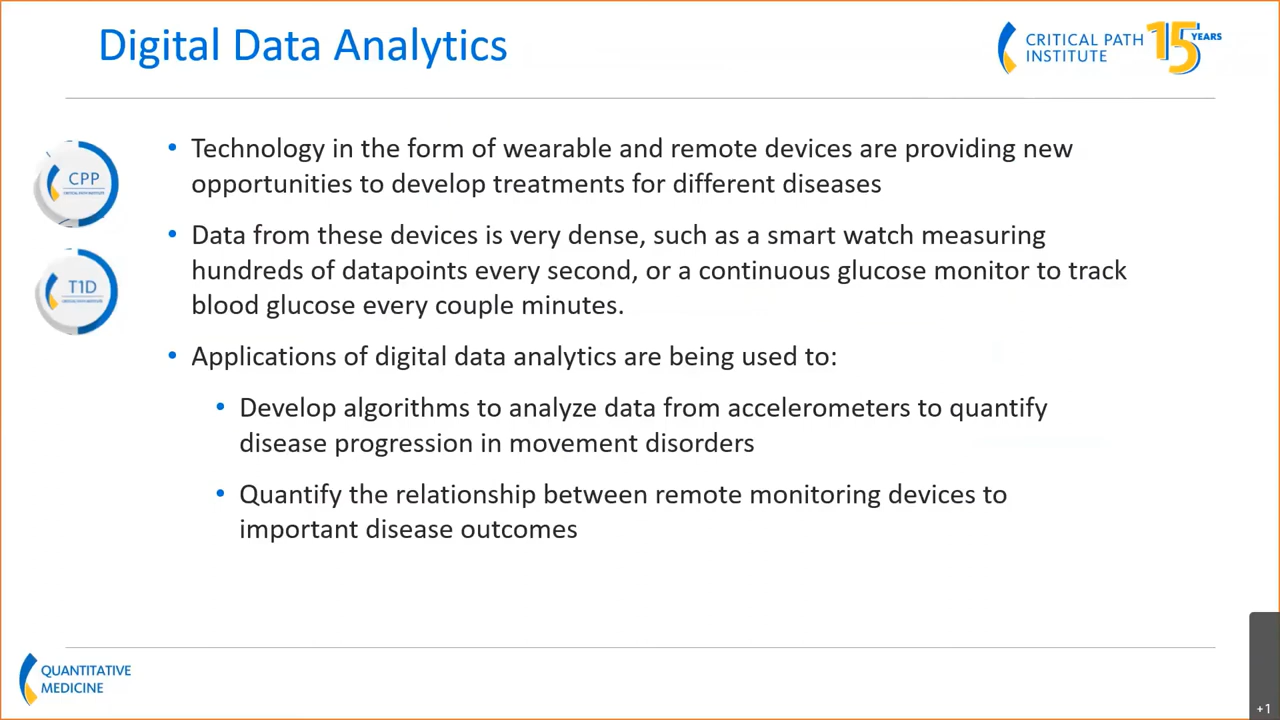 Digital Data Analytics
CRITICAL PATH
INSTITUTE
15 YEARS
CPP
T1D
• Technology in the form of wearable and remote devices are providing new
opportunities to develop treatments for different diseases
• Data from these devices is very dense, such as a smart watch measuring
hundreds of datapoints every second, or a continuous glucose monitor to track
blood glucose every couple minutes.
• Applications of digital data analytics are being used to:
• Develop algorithms to analyze data from accelerometers to quantify
disease progression in movement disorders
• Quantify the relationship between remote monitoring devices to
important disease outcomes
QUANTITATIVE
MEDICINE
+1